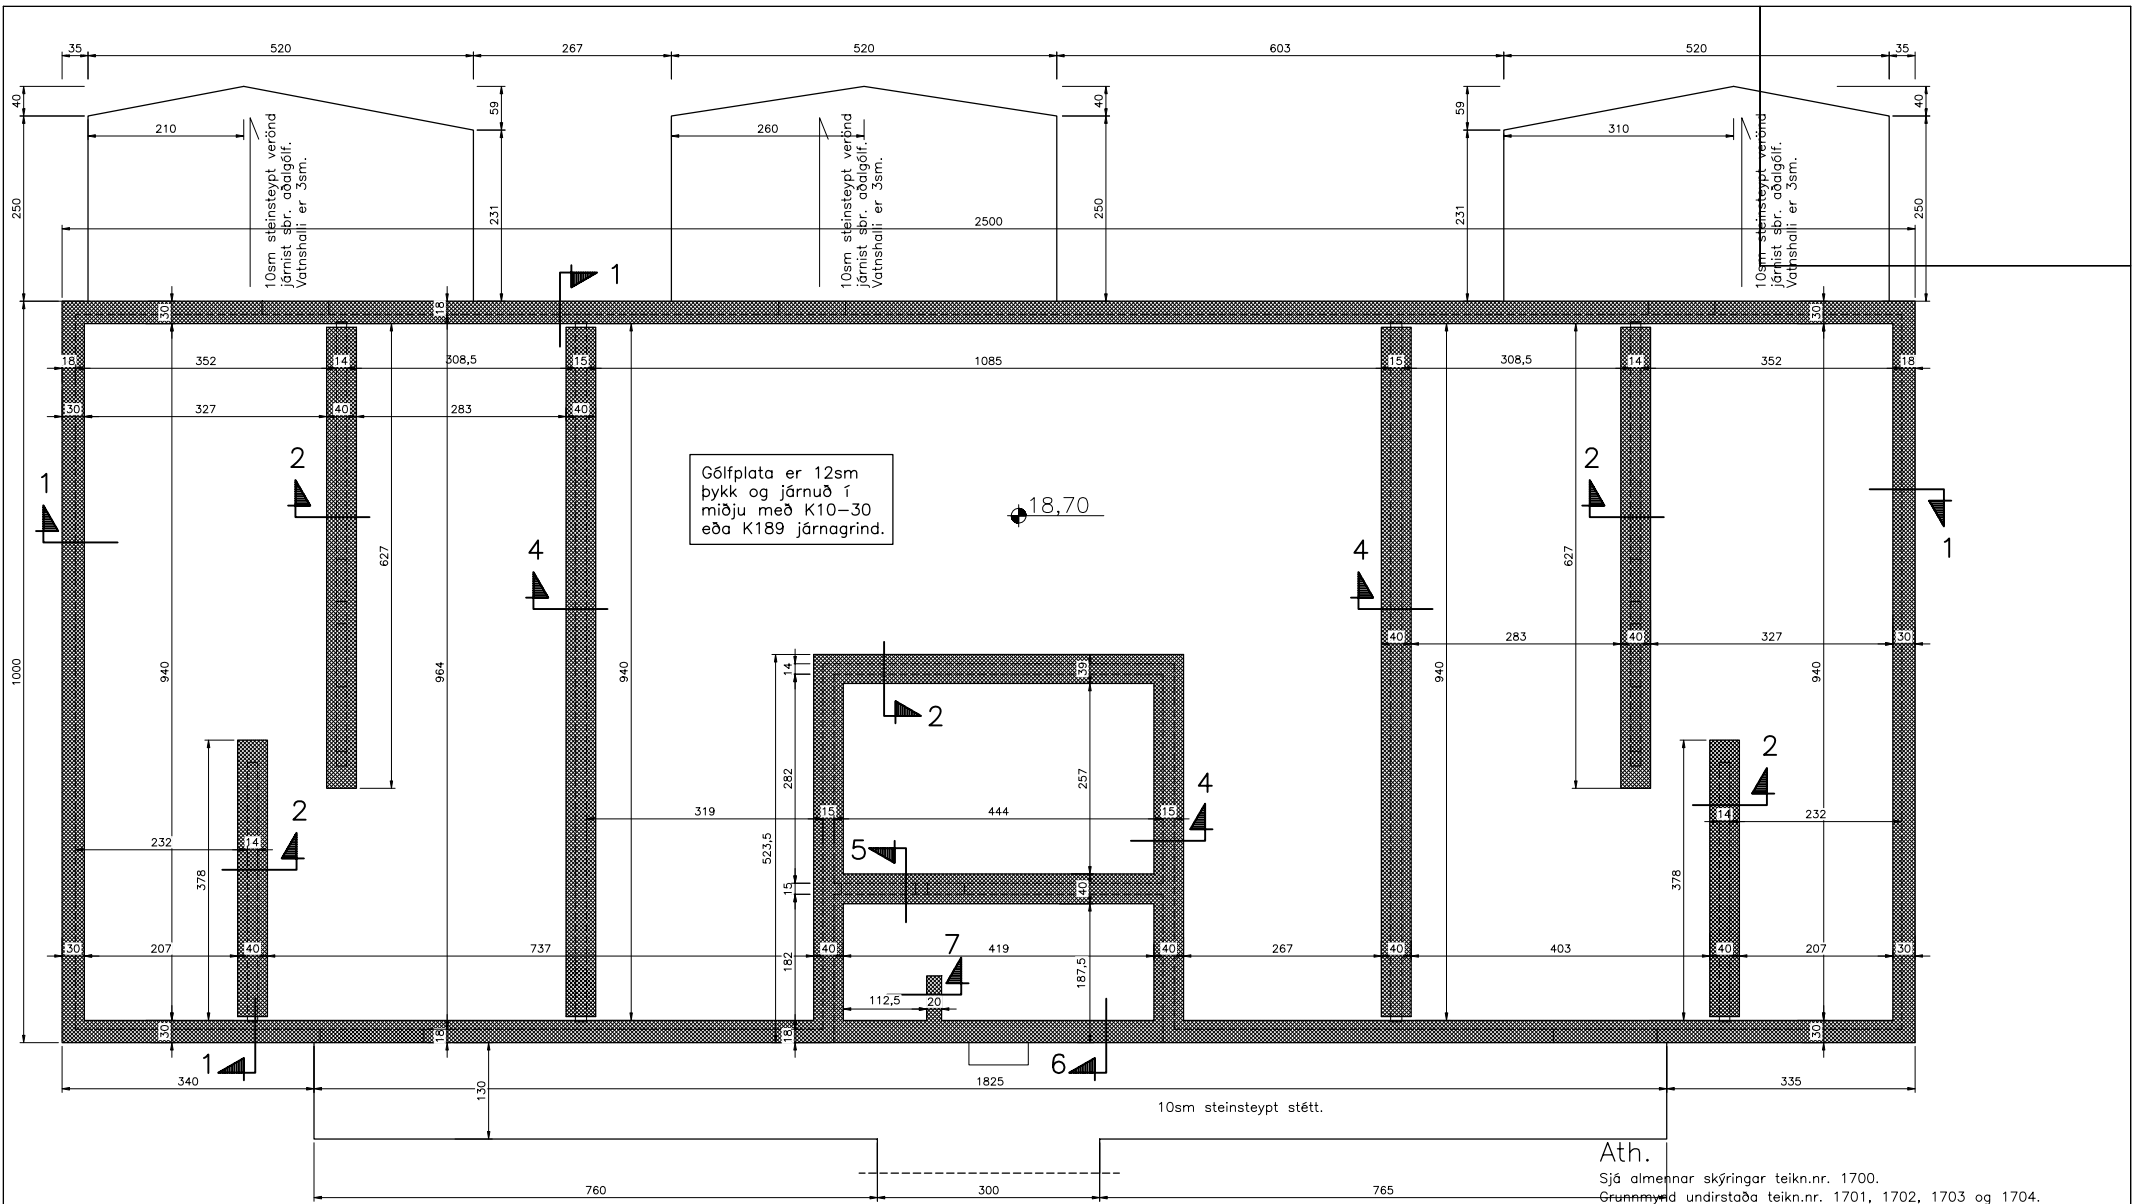 35 520 267 520 603 520 35
40 59 40 59 40
210 260 310
250 231 250 231 250
10sm steinsteypt verönd
járnist sbr. aðalgólf.
Vatnshalli er 3sm.
10sm steinsteypt verönd
járnist sbr. aðalgólf.
Vatnshalli er 3sm.
10sm steinsteypt verönd
járnist sbr. aðalgólf.
Vatnshalli er 3sm.
2500
1
30 18 30
18 352 14 308,5 15 1085 15 308,5 14 352 18
30 327 40 283 40
1 2 2 1
Gólfplata er 12sm
þykk og járnuð í
miðju með K10-30
eða K189 járnagrind.
18,70
627 4 4 627
40 283 40 327 30
1000 940 964 940 940 940
14 39
2
282 257
2 4 2
319 15 444 15
232 14 14 232
523,5
5
378 15 40 378
7
30 207 40 737 40 419 40 267 40 403 40 207 30
182 187,5
112,5 20
30 18 18 30
1 6
340 1825 335
130
10sm steinsteypt stétt.
760 300 765
Ath.
Sjá almennar skýringar teikn.nr. 1700.
Grunnmynd undirstaða teikn.nr. 1701, 1702, 1703 og 1704.